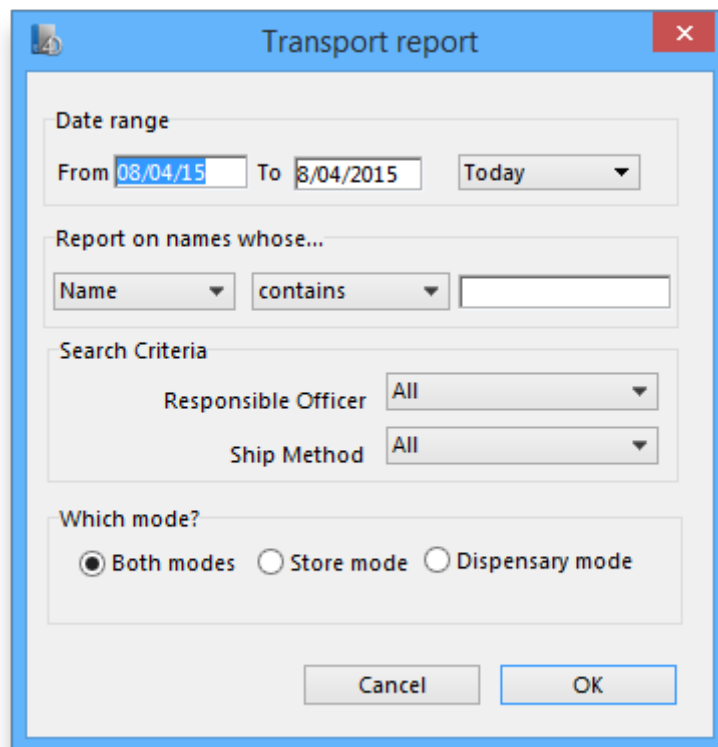 Transport report
Date range
From 08/04/15 To 8/04/2015 Today
Report on names whose...
Name contains
Search Criteria
Responsible Officer All
Ship Method All
Which mode?
Both modes Store mode Dispensary mode
Cancel OK